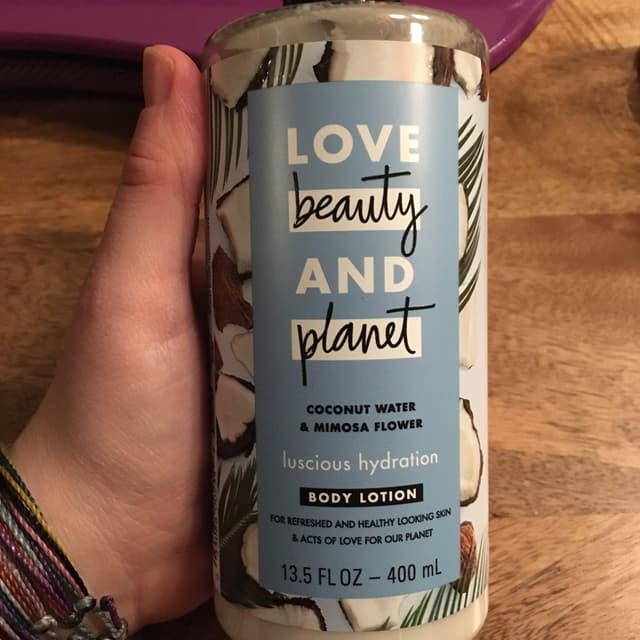 LOVE
beauty
AND
planet
COCONUT WATER
& MIMOSA FLOWER
luscious hydration
BODY LOTION
FOR REFRESHED AND HEALTHY LOOKING SKIN
& ACTS OF LOVE FOR OUR PLANET
13.5 FL OZ – 400 mL